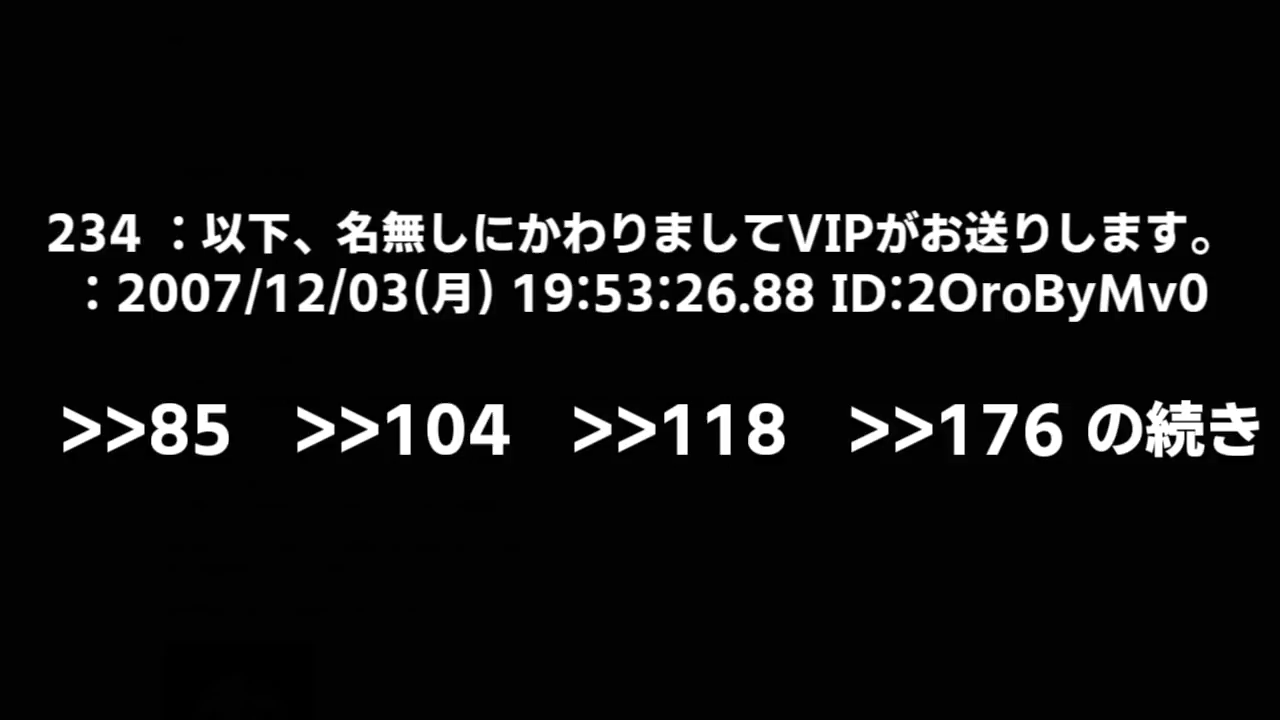 234 ：以下、名無しにかわりましてVIPがお送りします。
：2007/12/03(月) 19:53:26.88 ID:2OroByMv0
>>85　>>104　>>118　>>176 の続き